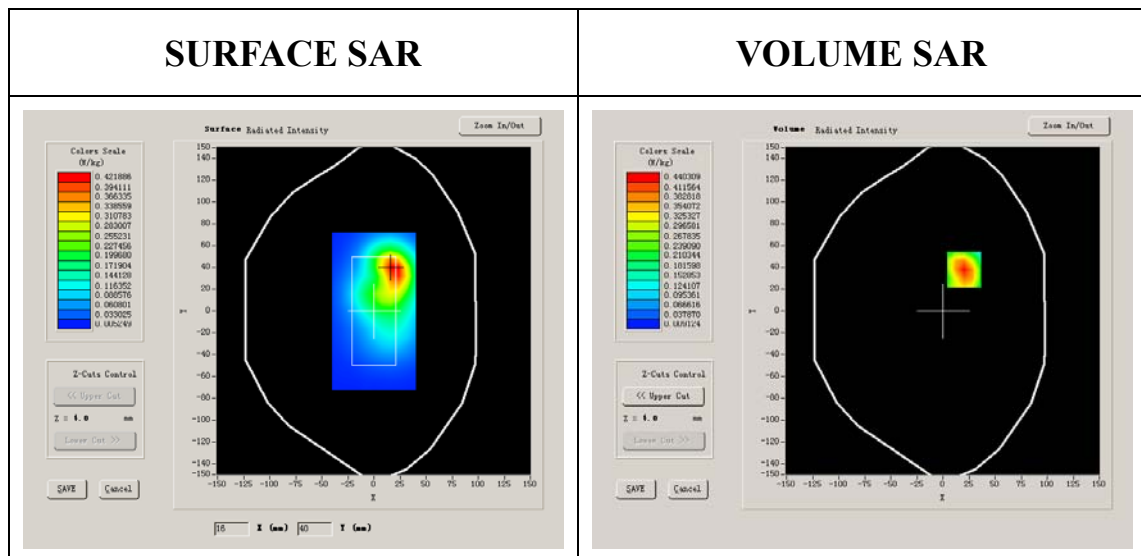 SURFACE SAR
VOLUME SAR
Surface Radiated Intensity
Zoom In/Out
Colors Scale
(W/kg)
0.421886
0.394111
0.366335
0.338559
0.310783
0.283007
0.255231
0.227456
0.199680
0.171904
0.144128
0.116352
0.088576
0.060801
0.033025
0.005249
150
140
120
100
80
60
40
20
0
-20
-40
-60
-80
-100
-120
-140
-150
Y
-150 -125 -100 -75 -50 -25 0 25 50 75 100 125 150
X
Z-Cuts Control
<< Upper Cut
Z = 4.0 mm
Lower Cut >>
SAVE Cancel
16 X (mm) 40 Y (mm)
Volume Radiated Intensity
Zoom In/Out
Colors Scale
(W/kg)
0.440309
0.411564
0.382818
0.354072
0.325327
0.296581
0.267835
0.239090
0.210344
0.181598
0.152853
0.124107
0.095361
0.066616
0.037870
0.009124
150
140
120
100
80
60
40
20
0
-20
-40
-60
-80
-100
-120
-140
-150
Y
-150 -125 -100 -75 -50 -25 0 25 50 75 100 125 150
X
Z-Cuts Control
<< Upper Cut
Z = 4.0 mm
Lower Cut >>
SAVE Cancel